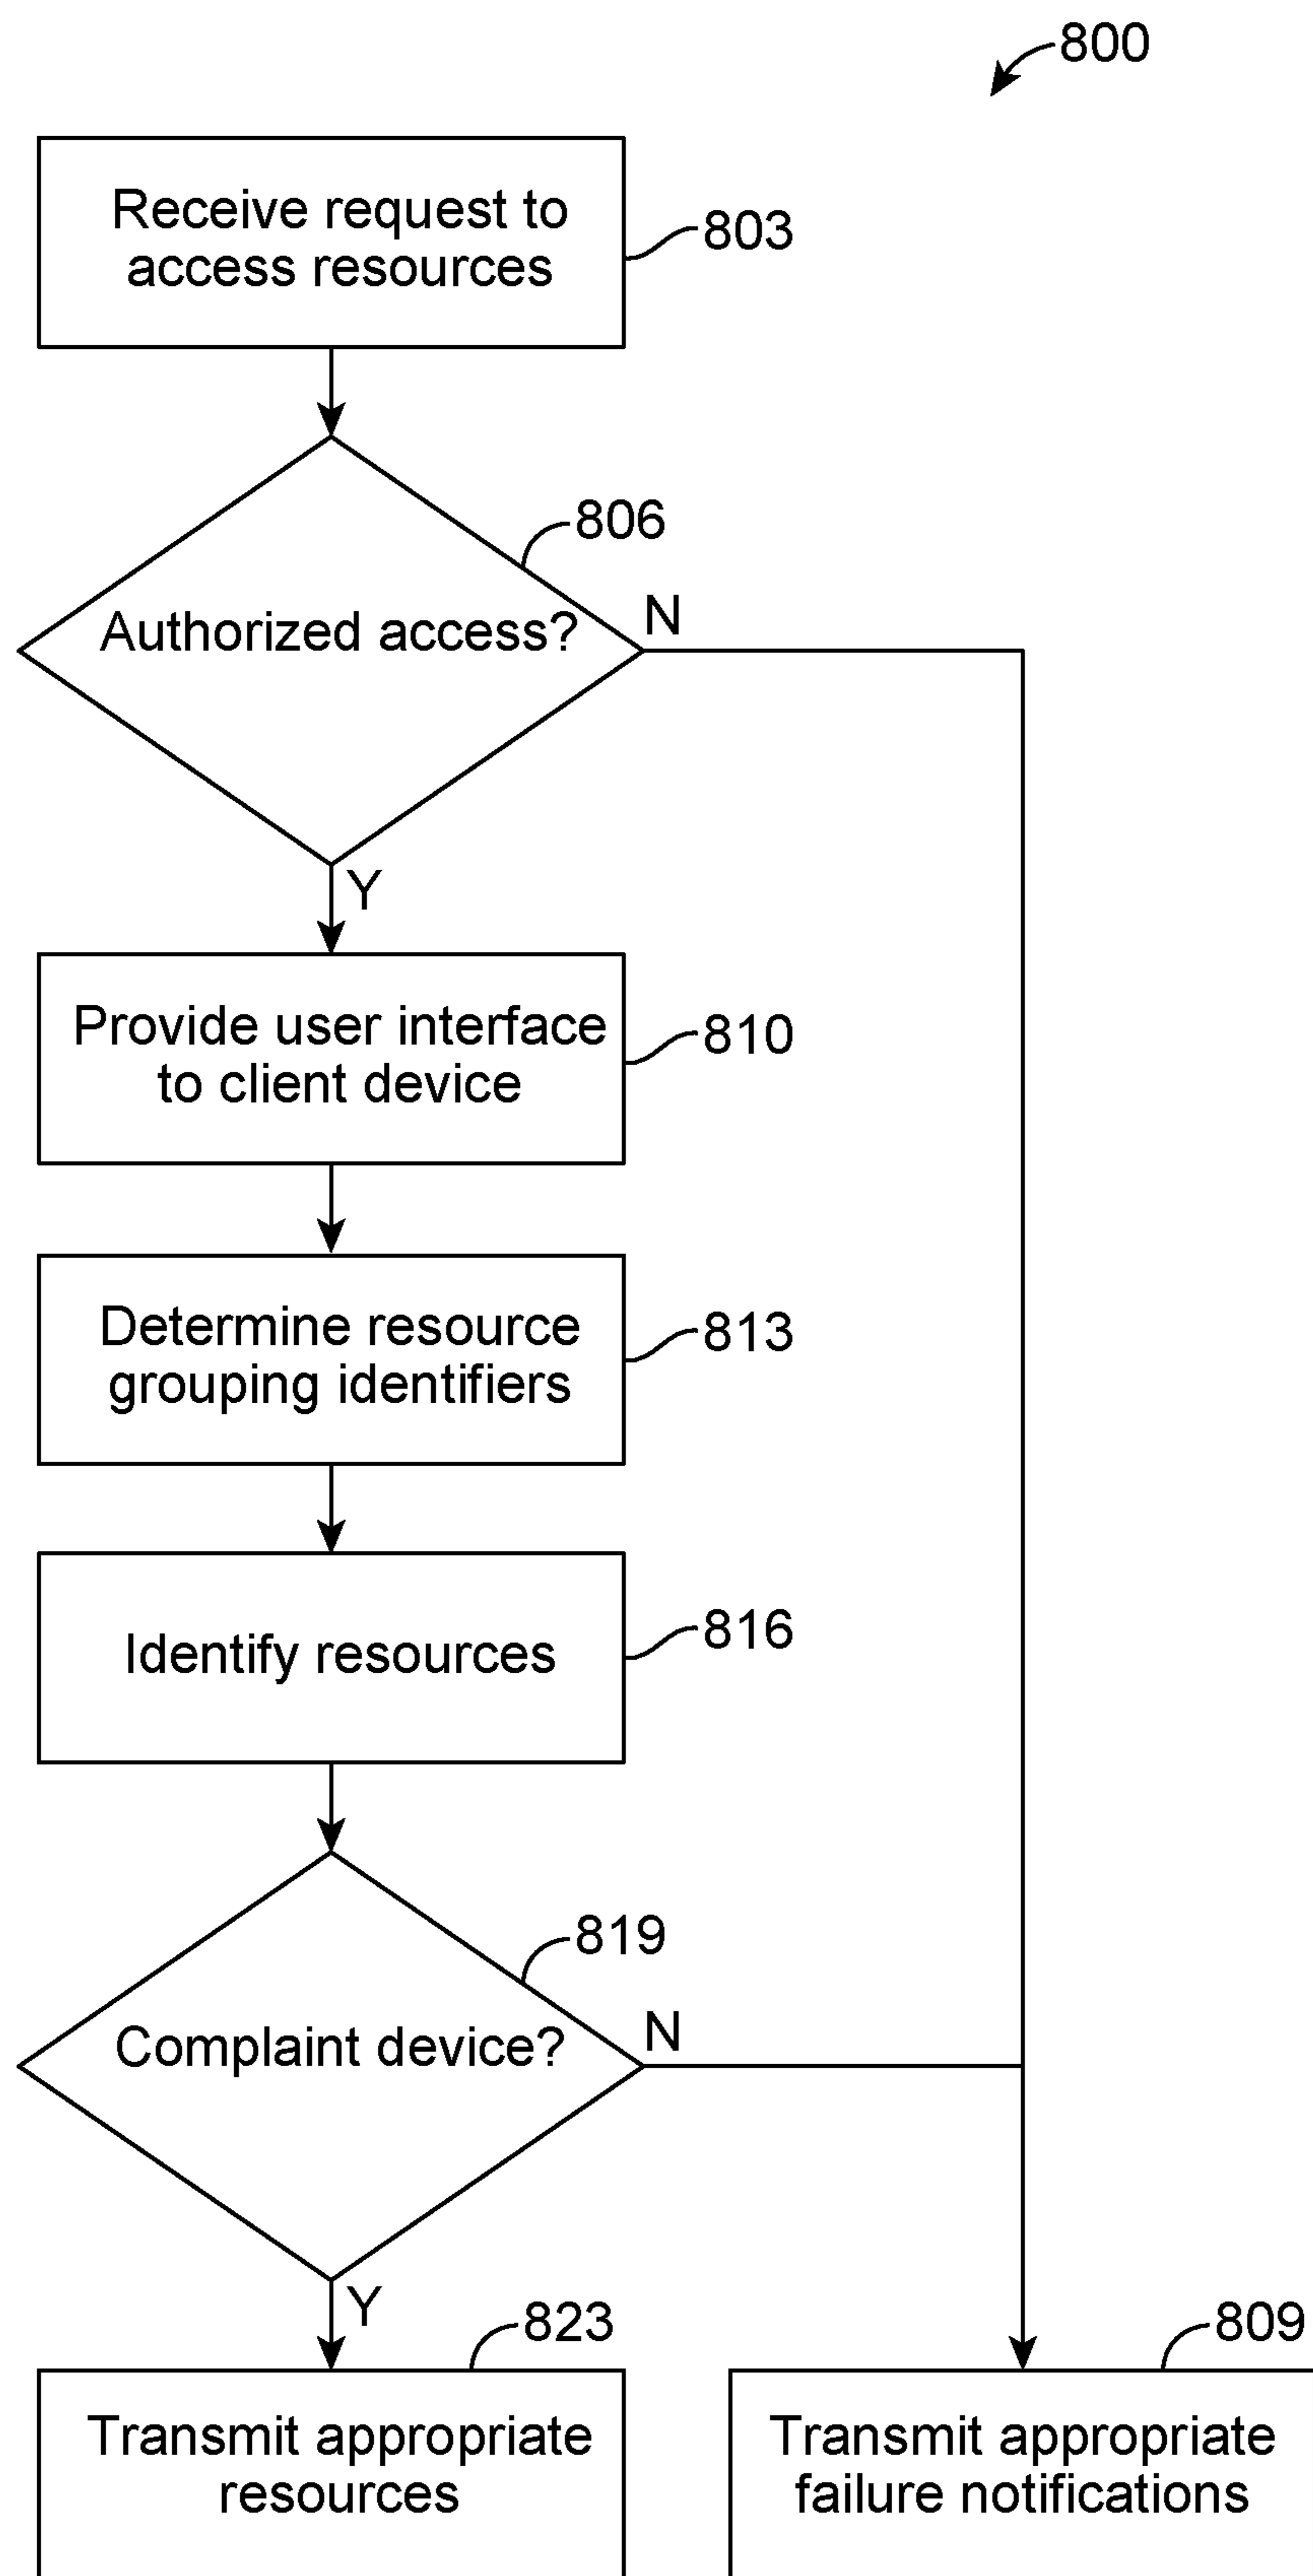 800
Receive request to
access resources
803
806
Authorized access?
N
Y
Provide user interface
to client device
810
Determine resource
grouping identifiers
813
Identify resources
816
819
Complaint device?
N
Y
823
Transmit appropriate
resources
809
Transmit appropriate
failure notifications